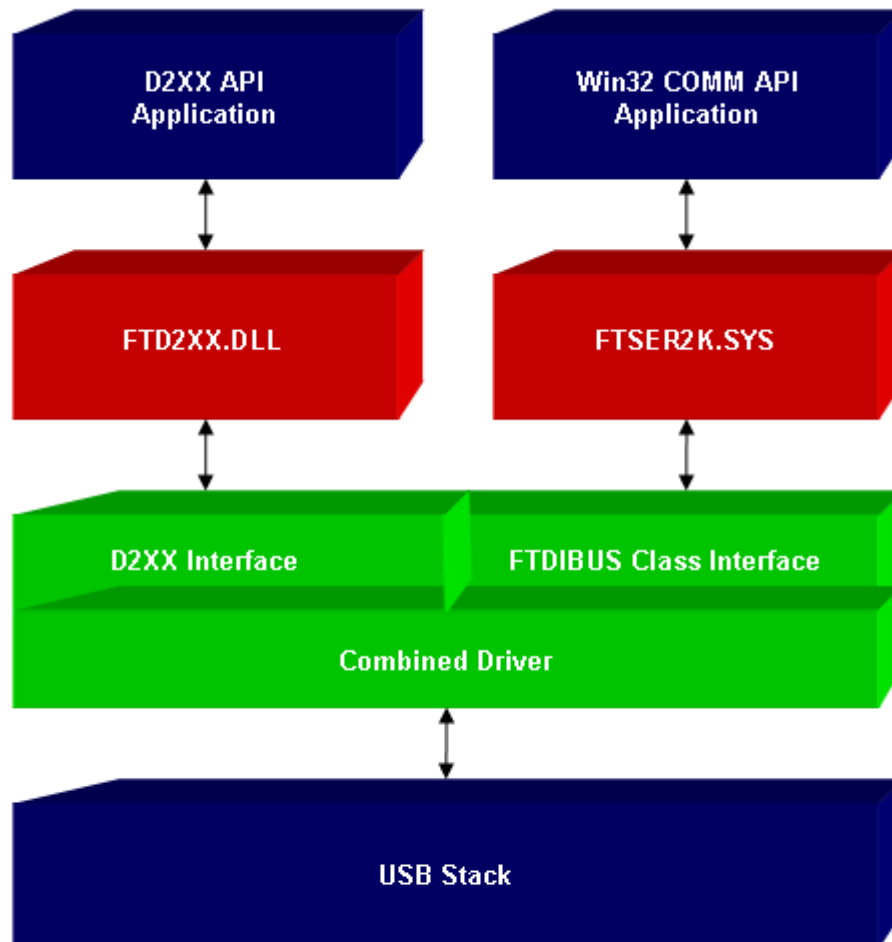 D2XX API
Application
Win32 COMM API
Application
FTD2XX.DLL
FTSER2K.SYS
D2XX Interface
FTDIBUS Class Interface
Combined Driver
USB Stack